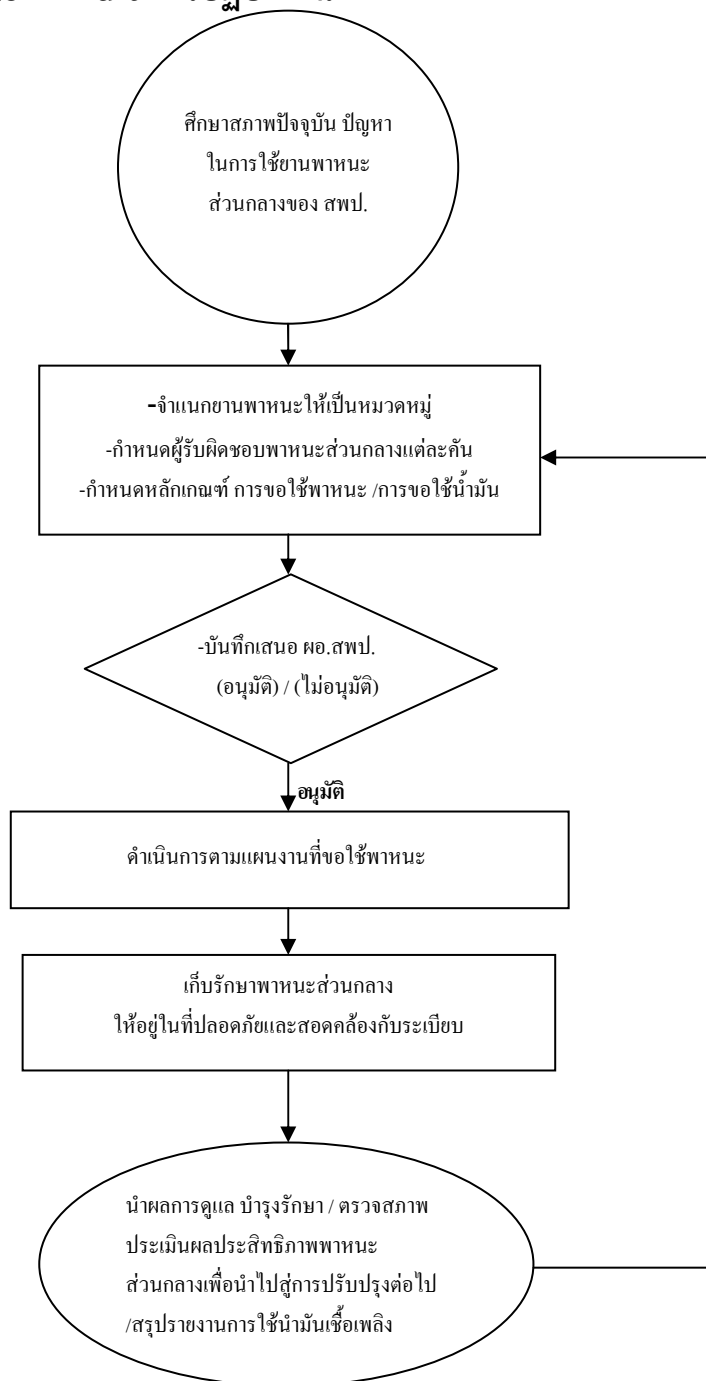 ศึกษาสภาพปัจจุบัน ปัญหา
ในการใช้ยานพาหนะ
ส่วนกลางของ สพป.
-จำแนกยานพาหนะให้เป็นหมวดหมู่
-กำหนดผู้รับผิดชอบพาหนะส่วนกลางแต่ละคัน
-กำหนดหลักเกณฑ์ การขอใช้พาหนะ /การขอใช้น้ำมัน
-บันทึกเสนอ ผอ.สพป.
(อนุมัติ) / (ไม่อนุมัติ)
อนุมัติ
ดำเนินการตามแผนงานที่ขอใช้พาหนะ
เก็บรักษาพาหนะส่วนกลาง
ให้อยู่ในที่ปลอดภัยและสอดคล้องกับระเบียบ
นำผลการดูแล บำรุงรักษา / ตรวจสภาพ
ประเมินผลประสิทธิภาพพาหนะ
ส่วนกลางเพื่อนำไปสู่การปรับปรุงต่อไป
/สรุปรายงานการใช้นำมันเชื้อเพลิง